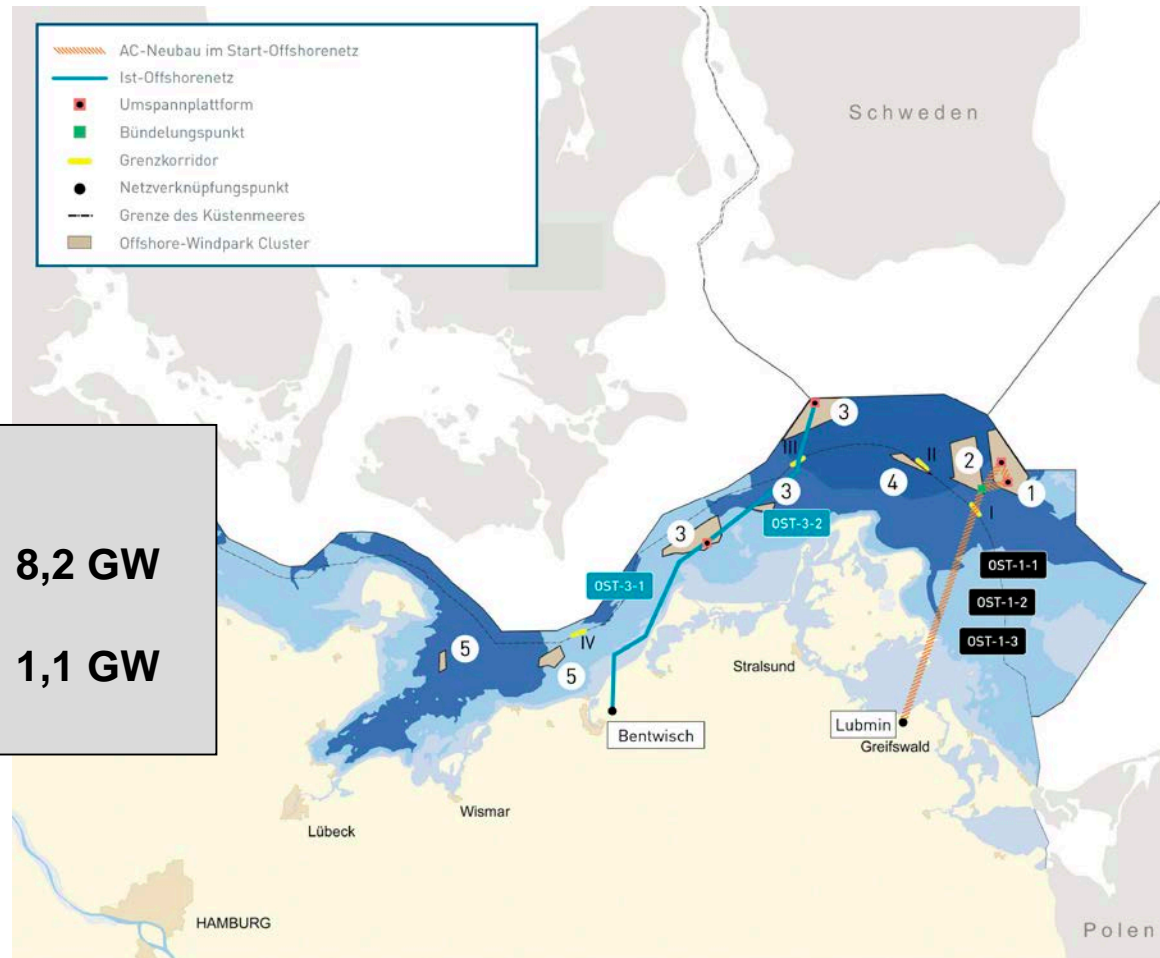 AC-Neubau im Start-Offshorenetz
Ist-Offshorenetz
Umspannplattform
Bündelungspunkt
Grenzkorridor
Netzverknüpfungspunkt
Grenze des Küstenmeeres
Offshore-Windpark Cluster
Schweden
3
III
II
2
4
1
3
I
3
OST-3-2
8,2 GW
OST-1-1
OST-3-1
OST-1-2
IV
OST-1-3
5
5
1,1 GW
Stralsund
Bentwisch
Lubmin
Greifswald
Wismar
Lübeck
HAMBURG
Polen